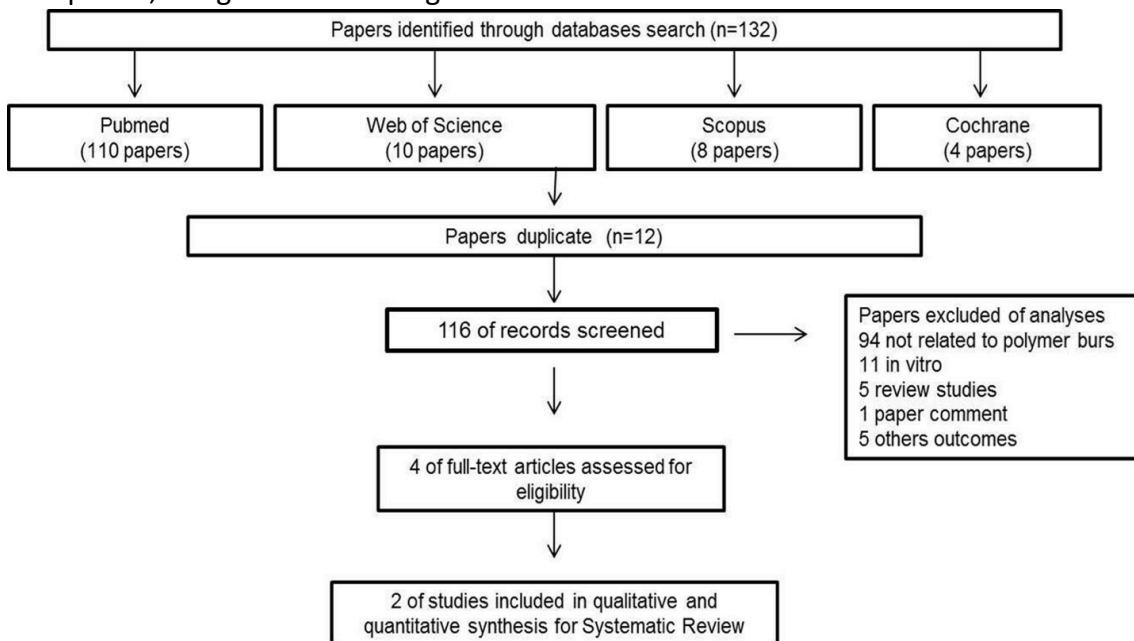 Papers identified through databases search (n=132)
Pubmed
(110 papers)
Web of Science
(10 papers)
Scopus
(8 papers)
Cochrane
(4 papers)
Papers duplicate (n=12)
116 of records screened
Papers excluded of analyses
94 not related to polymer burs
11 in vitro
5 review studies
1 paper comment
5 others outcomes
4 of full-text articles assessed for
eligibility
2 of studies included in qualitative and
quantitative synthesis for Systematic Review